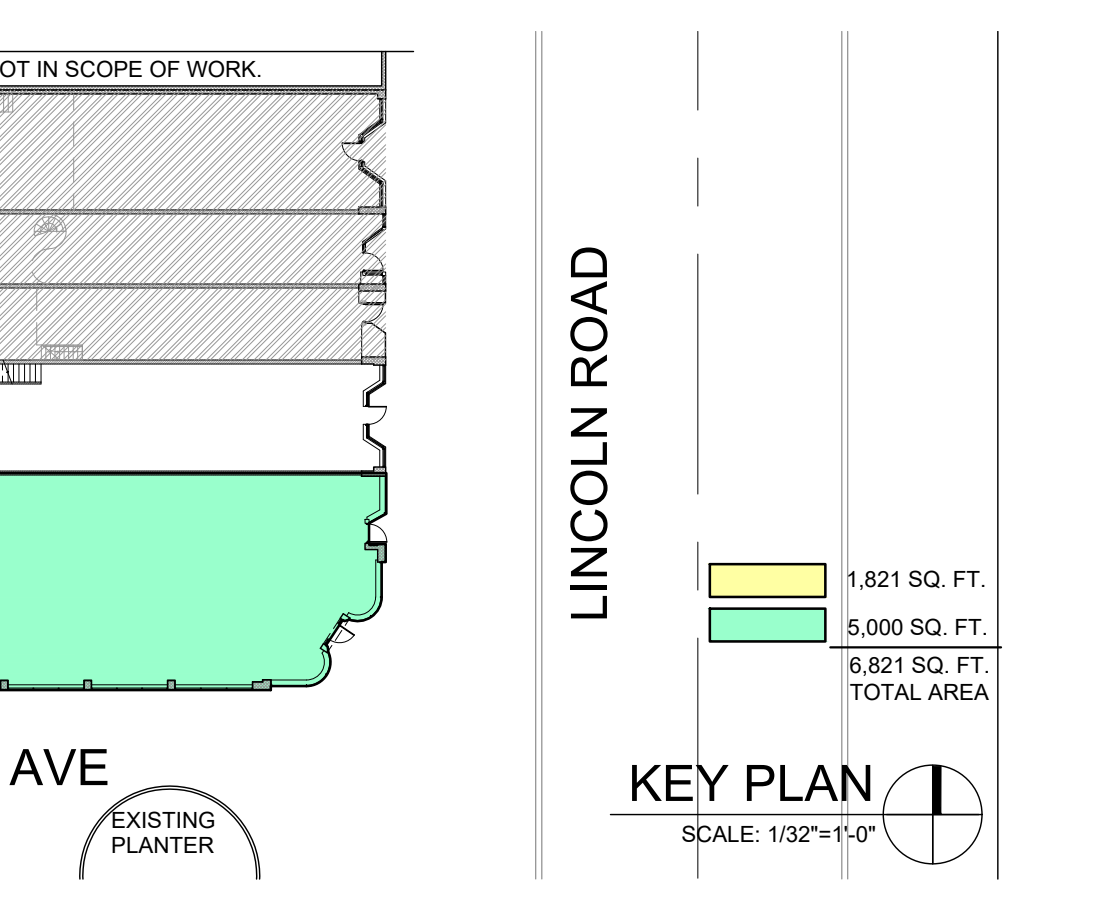 OT IN SCOPE OF WORK.
LINCOLN ROAD
1,821 SQ. FT.
5,000 SQ. FT.
6,821 SQ. FT.
TOTAL AREA
AVE
EXISTING
PLANTER
KEY PLAN
SCALE: 1/32"=1'-0"